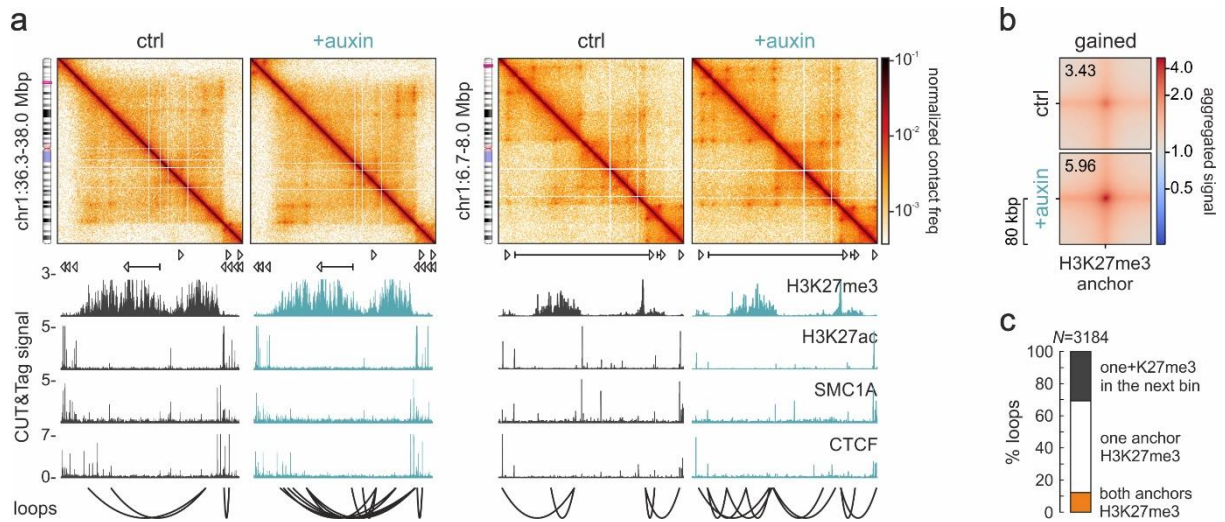 a
ctrl
+auxin
ctrl
+auxin
chr1:36.3-38.0 Mbp
chr1:6.7-8.0 Mbp
10-1
10-2
10-3
normalized contact freq
CUT&Tag signal
3-
5-
5-
7-
0-
H3K27me3
H3K27ac
SMC1A
CTCF
loops
b
gained
ctrl
3.43
+auxin
5.96
80 kbp
H3K27me3
anchor
4.0
2.0
1.0
0.5
aggregated signal
c
N=3184
% loops
100
80
60
40
20
0
one+K27me3
in the next bin
one anchor
H3K27me3
both anchors
H3K27me3